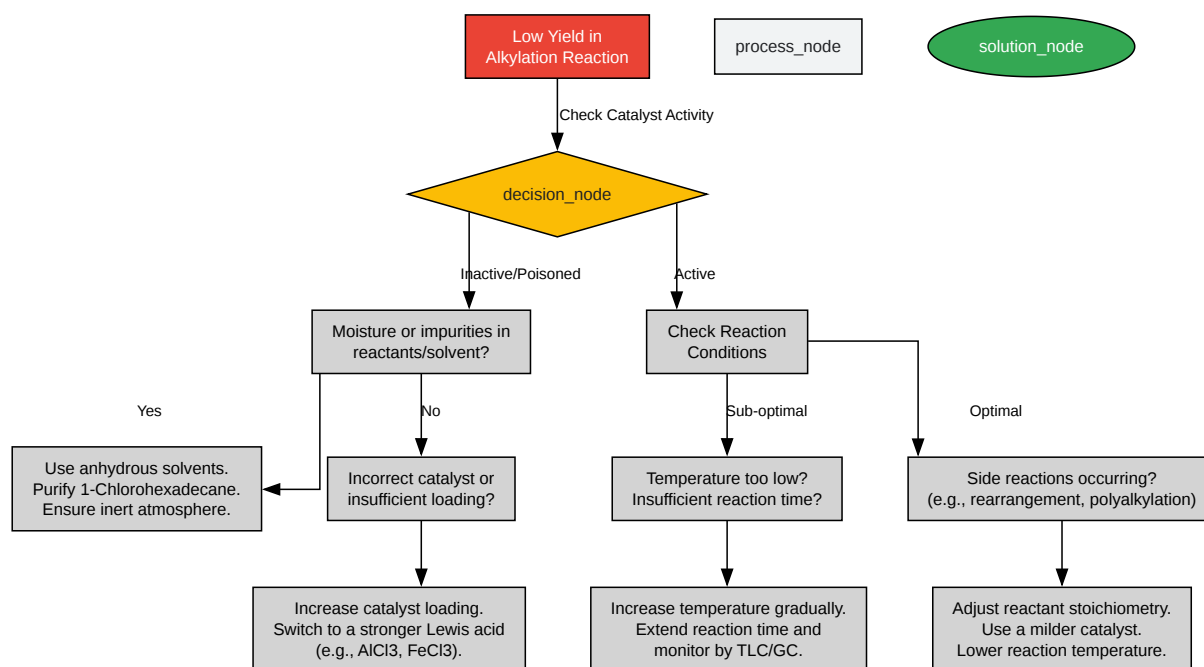 Low Yield in
Alkylation Reaction
process_node
solution_node
Check Catalyst Activity
decision_node
Inactive/Poisoned
Active
Moisture or impurities in
reactants/solvent?
Check Reaction
Conditions
Yes
No
Sub-optimal
Optimal
Use anhydrous solvents.
Purify 1-Chlorohexadecane.
Ensure inert atmosphere.
Incorrect catalyst or
insufficient loading?
Temperature too low?
Insufficient reaction time?
Side reactions occurring?
(e.g., rearrangement, polyalkylation)
Increase catalyst loading.
Switch to a stronger Lewis acid
(e.g., AlCl3, FeCl3).
Increase temperature gradually.
Extend reaction time and
monitor by TLC/GC.
Adjust reactant stoichiometry.
Use a milder catalyst.
Lower reaction temperature.